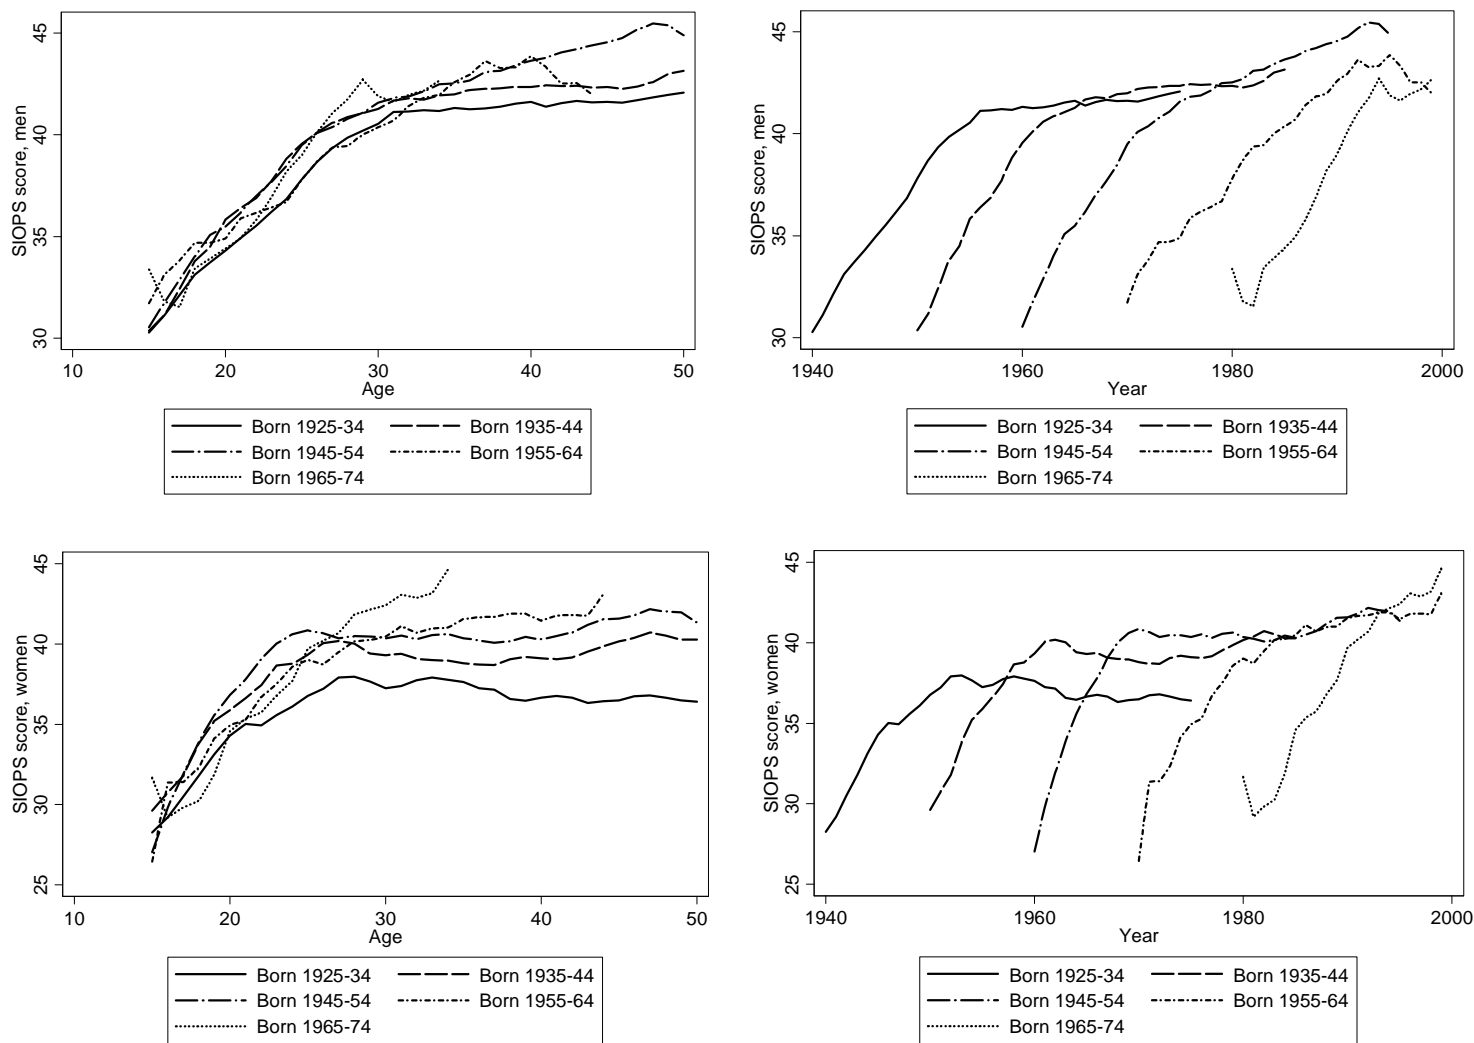 SIOPS score, men
45
40
35
30
10
20
30
40
50
Age
Born 1925-34 Born 1935-44
Born 1945-54 Born 1955-64
Born 1965-74
SIOPS score, men
45
40
35
30
1940
1960
1980
2000
Year
Born 1925-34 Born 1935-44
Born 1945-54 Born 1955-64
Born 1965-74
SIOPS score, women
45
40
35
30
25
10
20
30
40
50
Age
Born 1925-34 Born 1935-44
Born 1945-54 Born 1955-64
Born 1965-74
SIOPS score, women
45
40
35
30
25
1940
1960
1980
2000
Year
Born 1925-34 Born 1935-44
Born 1945-54 Born 1955-64
Born 1965-74